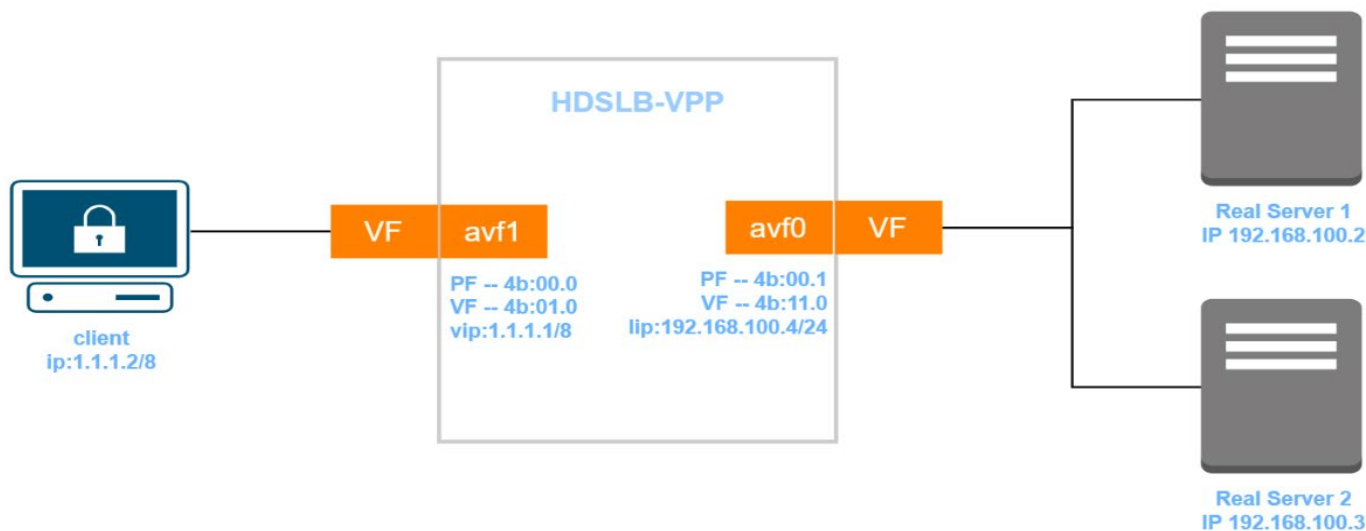 HDSLB-VPP
VF
avf1
avf0
VF
PF -- 4b:00.0
VF -- 4b:01.0
vip:1.1.1.1/8
PF -- 4b:00.1
VF -- 4b:11.0
lip:192.168.100.4/24
client
ip:1.1.1.2/8
Real Server 1
IP 192.168.100.2
Real Server 2
IP 192.168.100.3